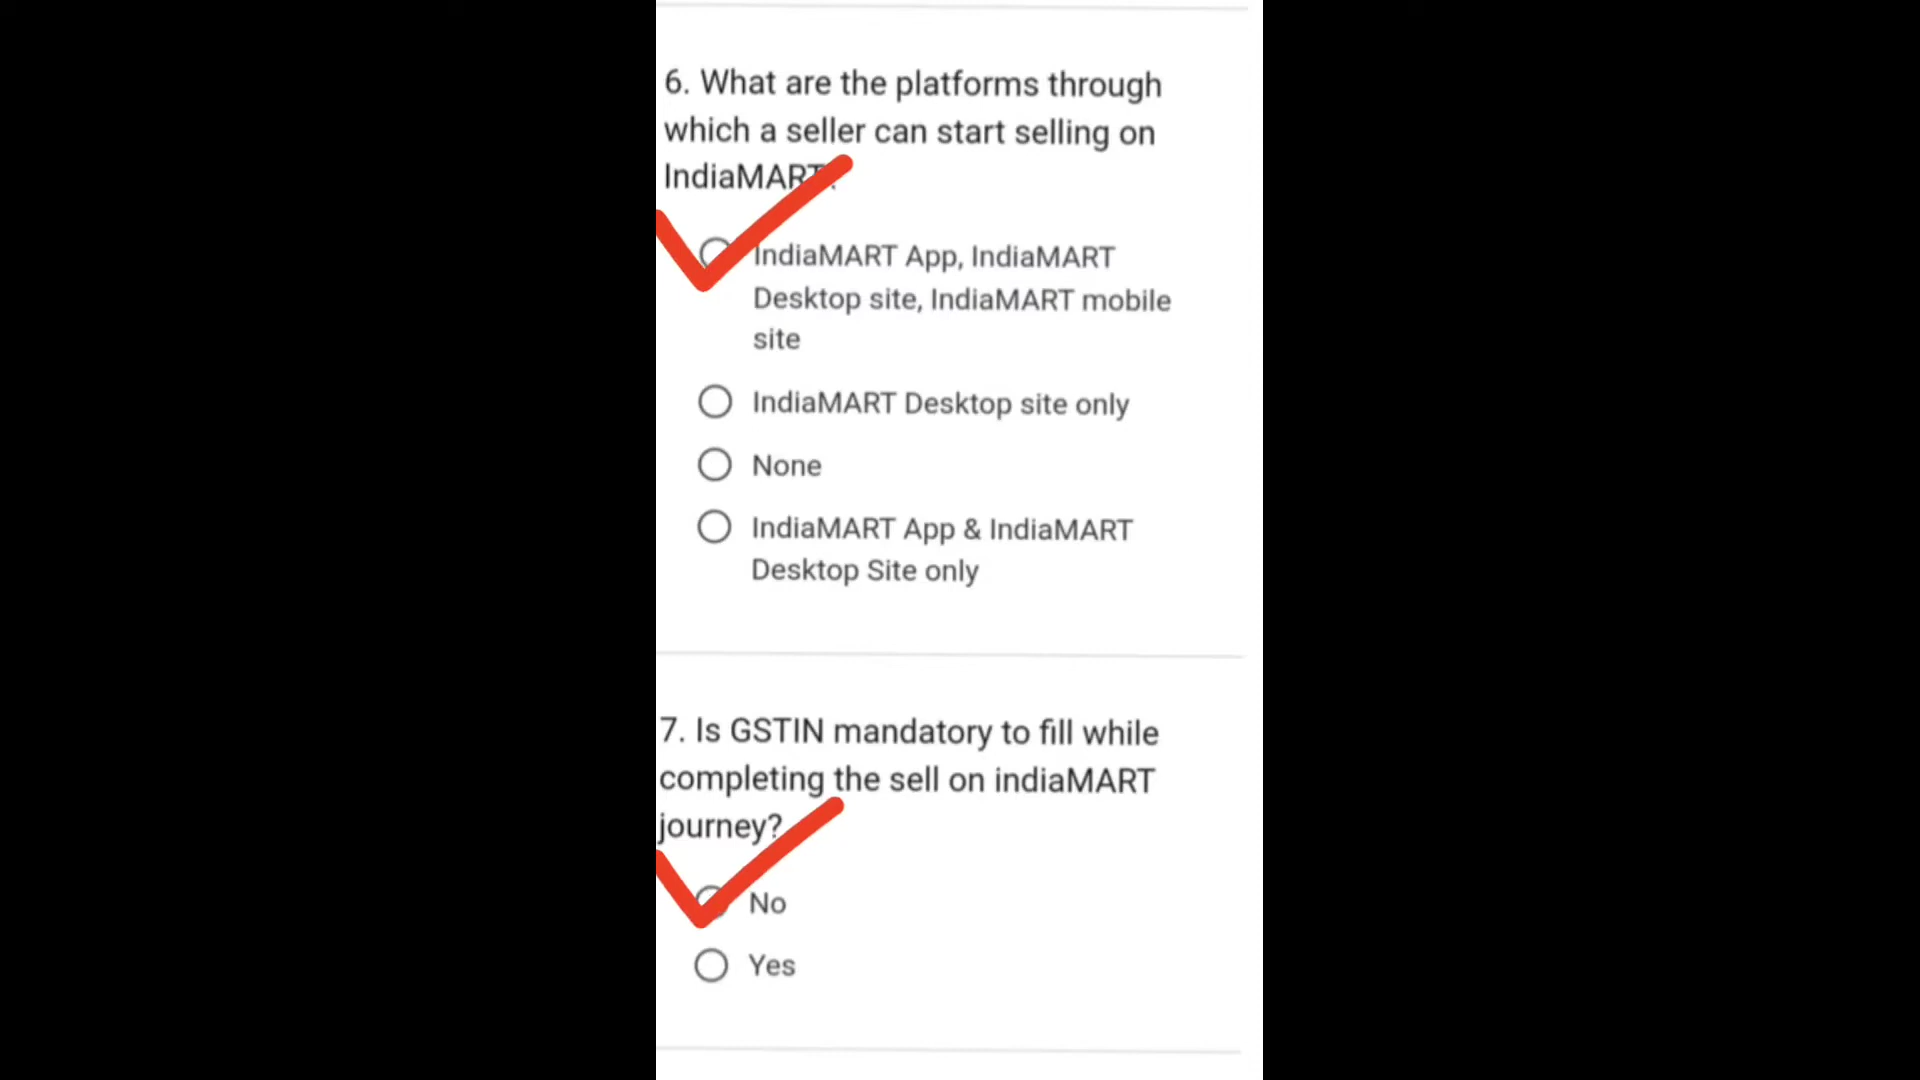 6. What are the platforms through
which a seller can start selling on
IndiaMART?
IndiaMART App, IndiaMART
Desktop site, IndiaMART mobile
site
IndiaMART Desktop site only
None
IndiaMART App & IndiaMART
Desktop Site only
7. Is GSTIN mandatory to fill while
completing the sell on indiaMART
journey?
No
Yes